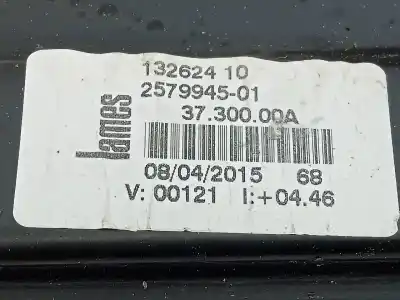 132624 10
2579945-01
37.300.00A
lames
08/04/2015 68
V: 00121 I:+04.46